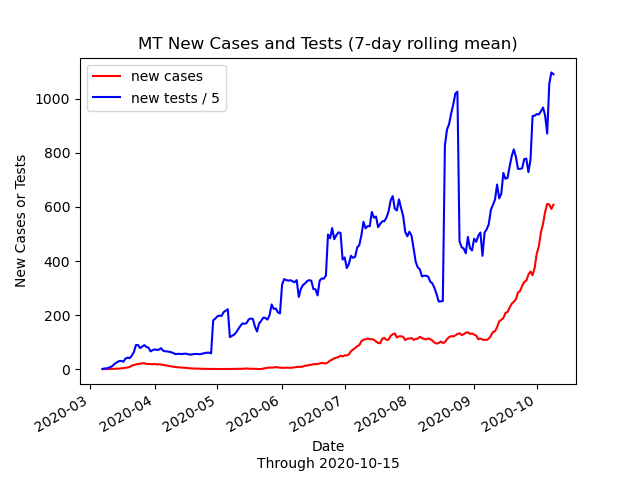 MT New Cases and Tests (7-day rolling mean)
new cases
new tests / 5
New Cases or Tests
1000
800
600
400
200
0
2020-03
2020-04
2020-05
2020-06
2020-07
2020-08
2020-09
2020-10
Date
Through 2020-10-15